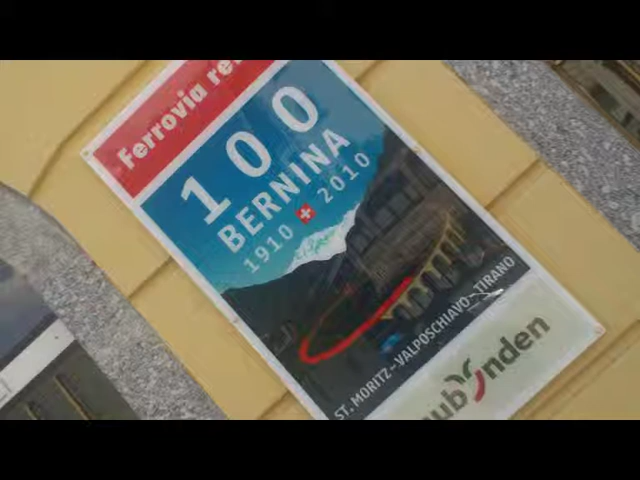 Ferrovia re
100
BERNINA
1910 2010
ST. MORITZ-VALPOSCHIAVO-TIRANO
ubünden